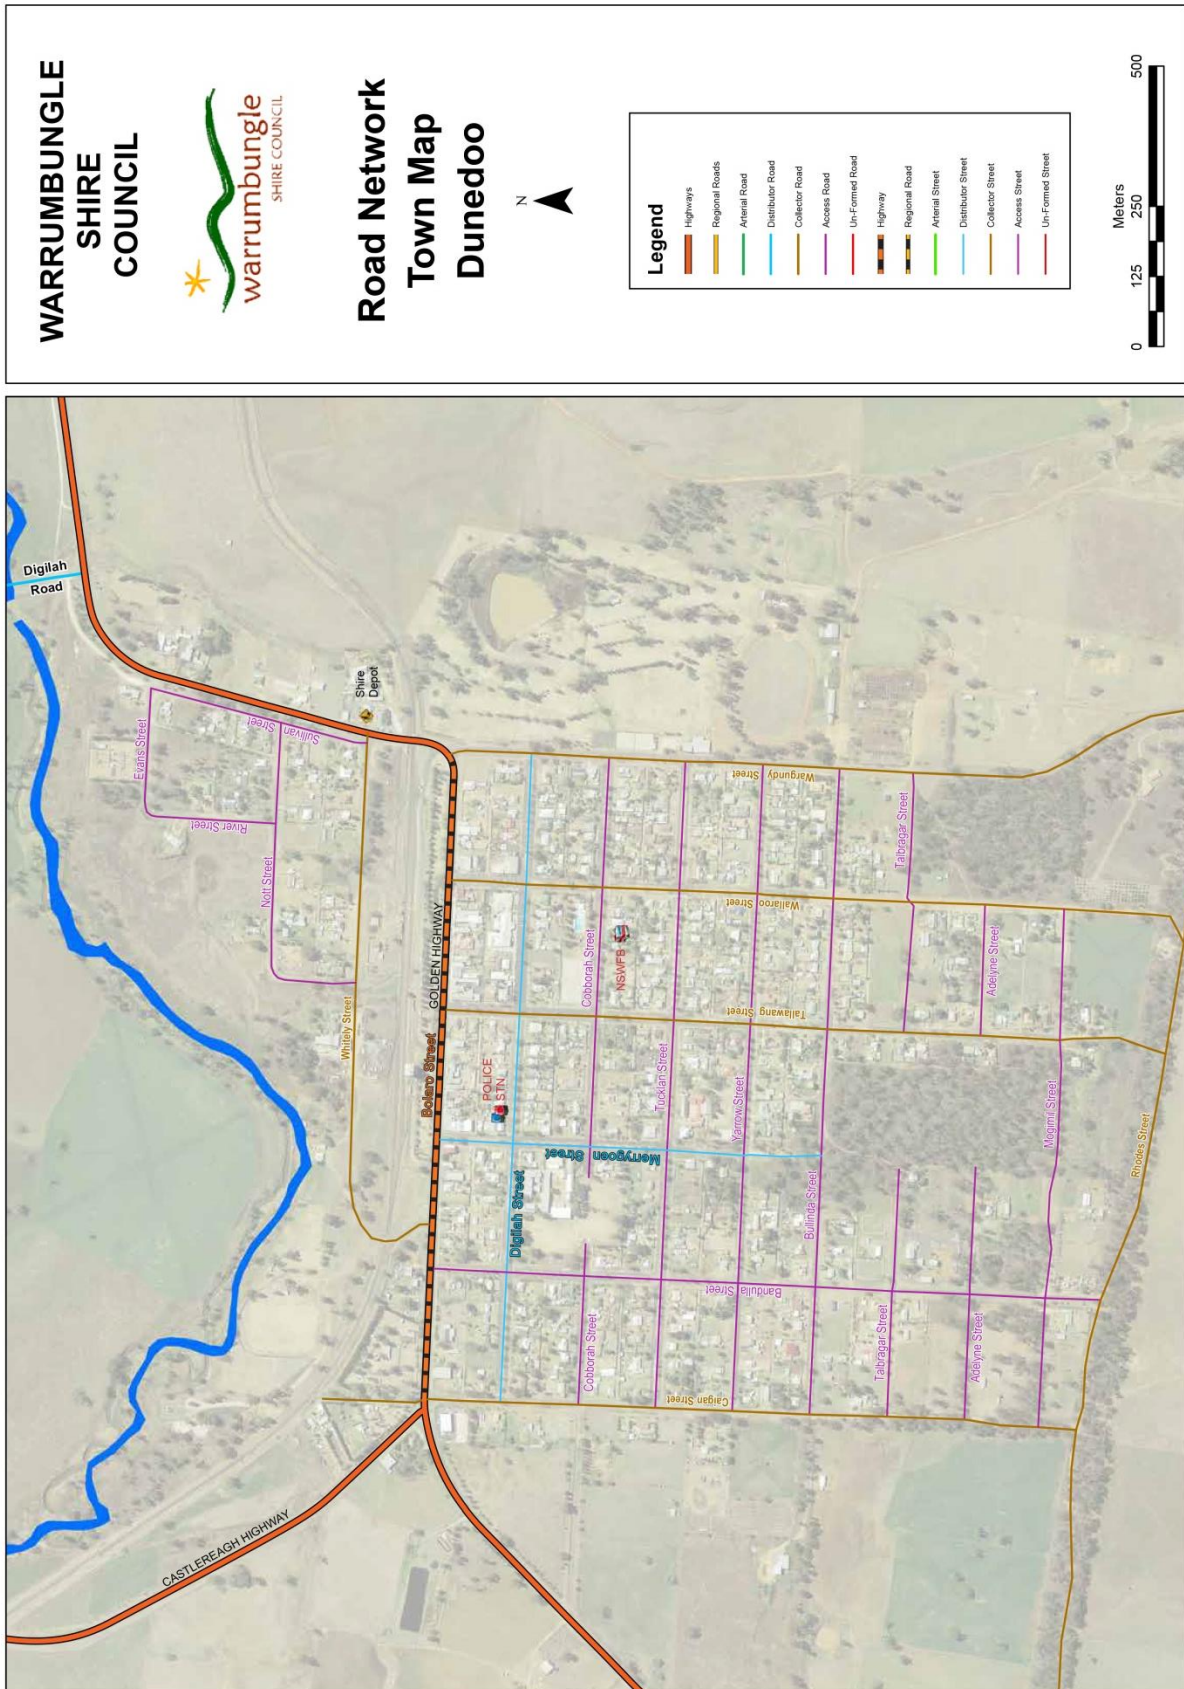 WARRUMBUNGLE
SHIRE
COUNCIL
warrumbungle
SHIRE COUNCIL
Road Network
Town Map
Dunedoo
N
Legend
Highways
Regional Roads
Arterial Road
Distributor Road
Collector Road
Access Road
Un-Formed Road
Highway
Regional Road
Arterial Street
Distributor Street
Collector Street
Access Street
Un-Formed Street
Meters
0 125 250 500
Digilah
Road
Evans Street
River Street
Sullivan
Street
Nott Street
Shire
Depot
Whitely Street
GOLDEN HIGHWAY
Bolaro Street
CASTLEREAGH HIGHWAY
POLICE
STN
Digilah Street
Merrygoen Street
Cobborah Street
NSWFB
Wargundy
Street
Wallaroo Street
Tallawang Street
Tucklan Street
Yarrow Street
Bullinda Street
Bandulla Street
Caigan Street
Cobborah Street
Talbragar Street
Adelyne Street
Talbragar Street
Adelyne Street
Mogimil Street
Rhodes Street